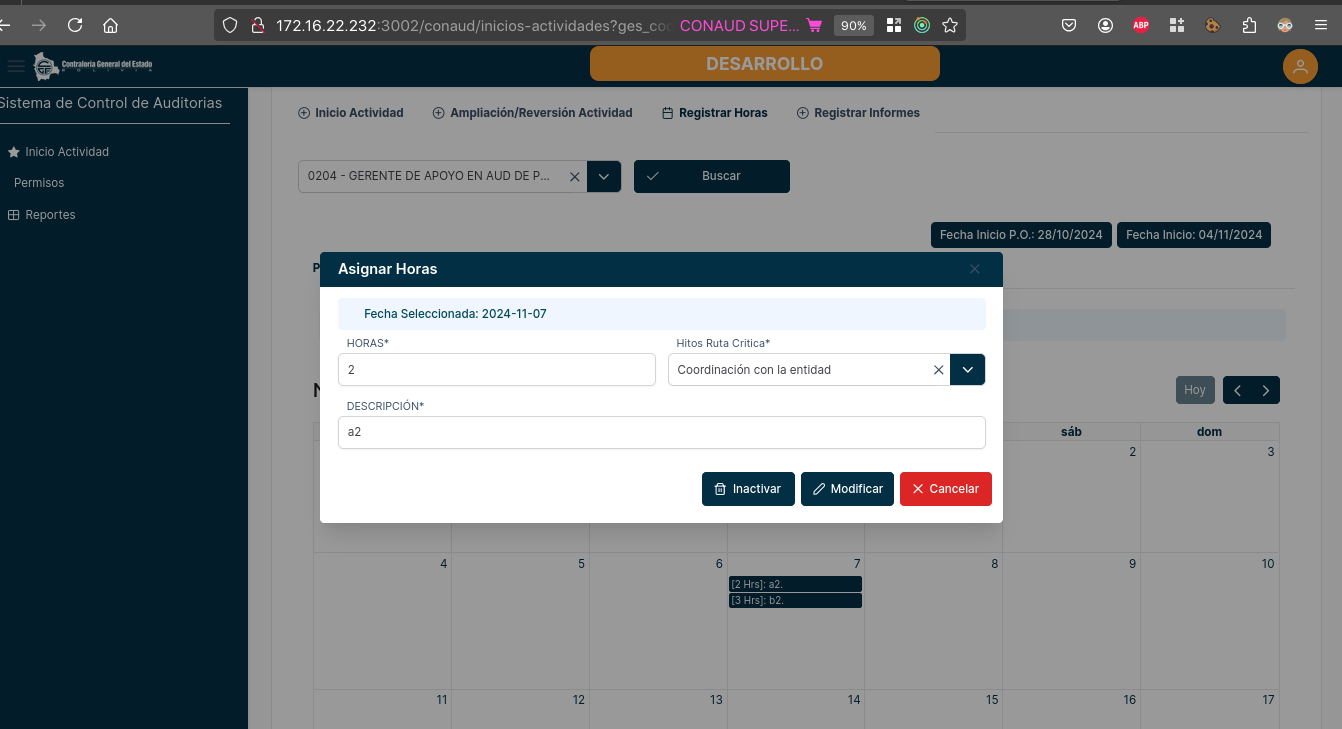 172.16.22.232:3002/conaud/inicios-actividades?ges_co
CONAUD SUPE...
90%
ABP
Contraloría General del Estado
BOLIVIA
DESARROLLO
Sistema de Control de Auditorias
Inicio Actividad
Permisos
Reportes
Inicio Actividad
Ampliación/Reversión Actividad
Registrar Horas
Registrar Informes
0204 - GERENTE DE APOYO EN AUD DE P...
Buscar
Fecha Inicio P.O.: 28/10/2024
Fecha Inicio: 04/11/2024
Asignar Horas
Fecha Seleccionada: 2024-11-07
HORAS*
Hitos Ruta Critica*
2
Coordinación con la entidad
DESCRIPCIÓN*
a2
Inactivar
Modificar
Cancelar
Hoy
sáb
dom
2
3
4
5
6
7
8
9
10
[2 Hrs]: a2.
[3 Hrs]: b2.
11
12
13
14
15
16
17